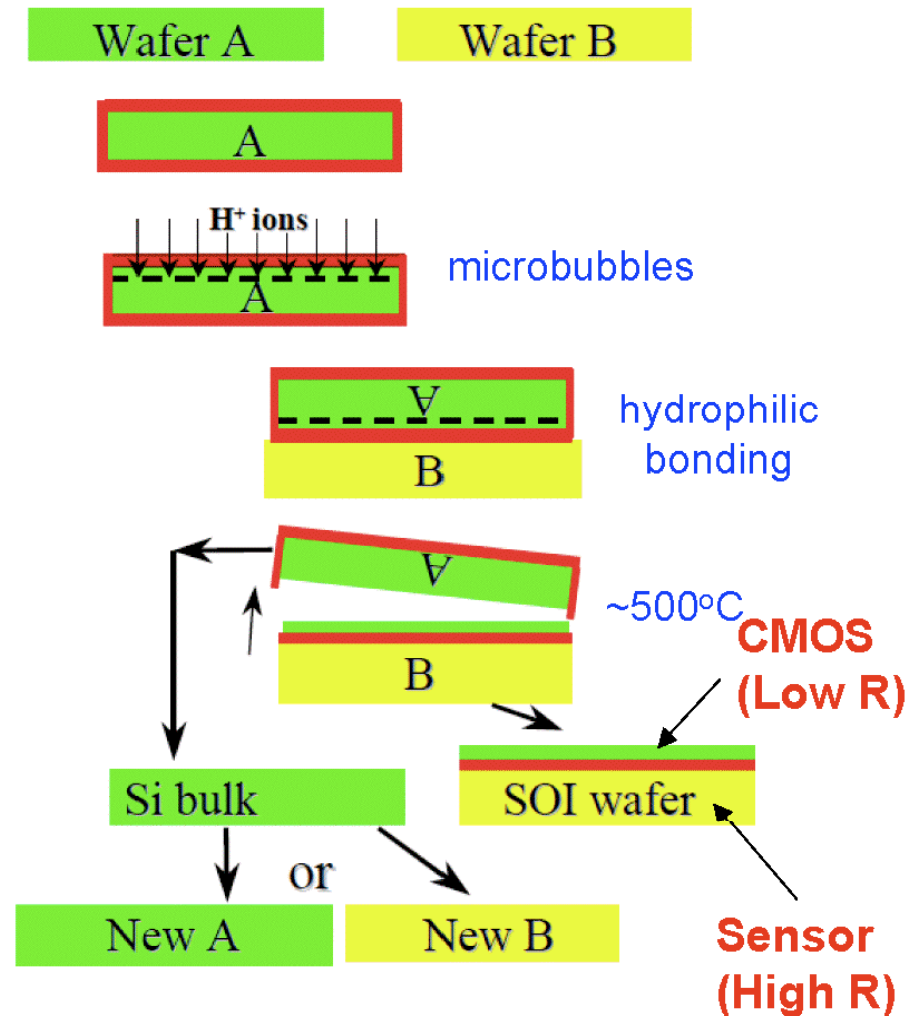 Wafer A
Wafer B
A
H⁺ ions
microbubbles
A
A
hydrophilic
bonding
B
A
~500°C
CMOS
(Low R)
B
Si bulk
SOI wafer
or
New A
New B
Sensor
(High R)